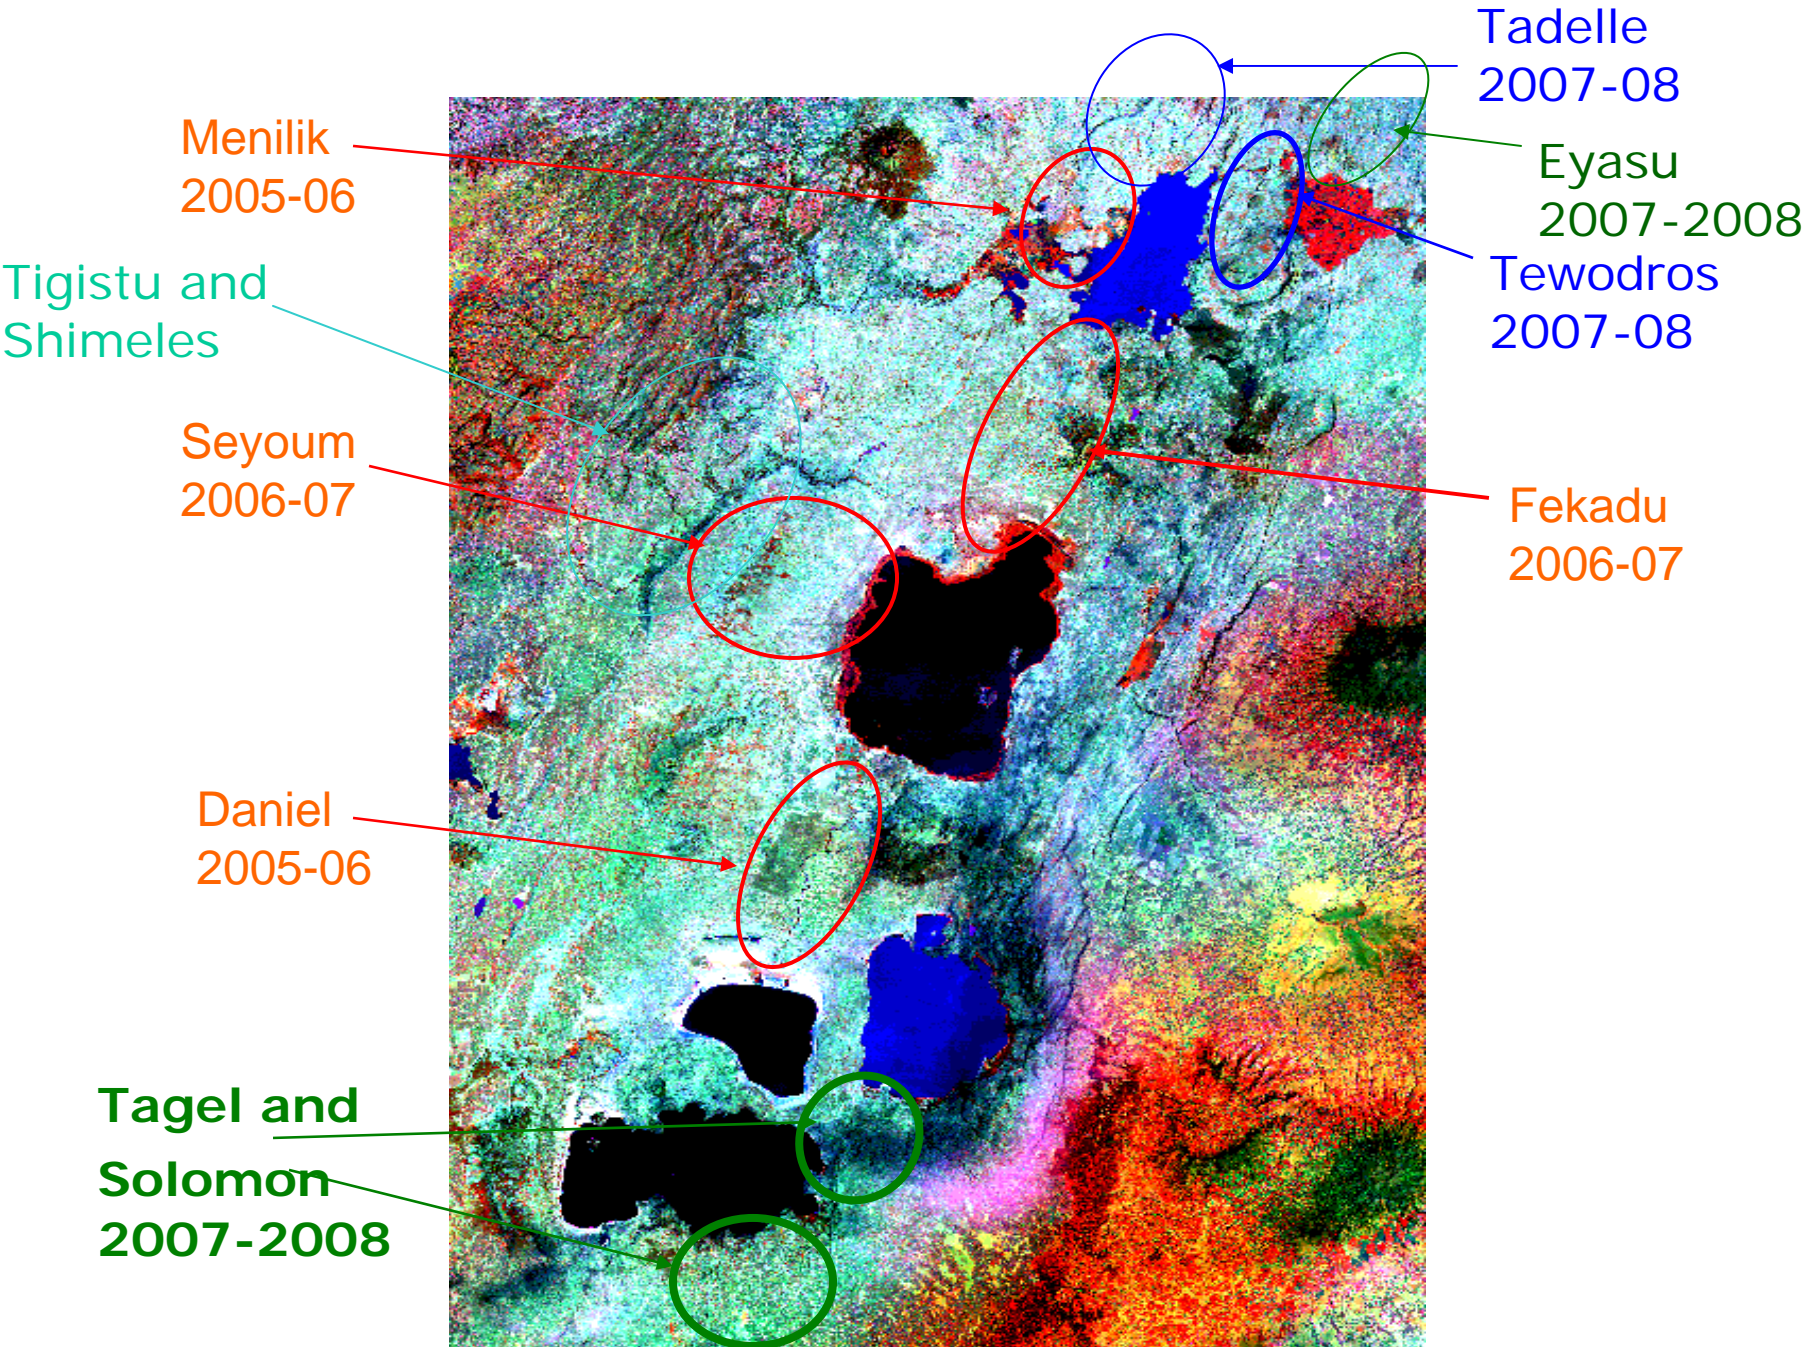 Tadelle
2007-08
Menilik
2005-06
Eyasu
2007-2008
Tewodros
2007-08
Tigistu and
Shimeles
Seyoum
2006-07
Fekadu
2006-07
Daniel
2005-06
Tagel and
Solomon
2007-2008